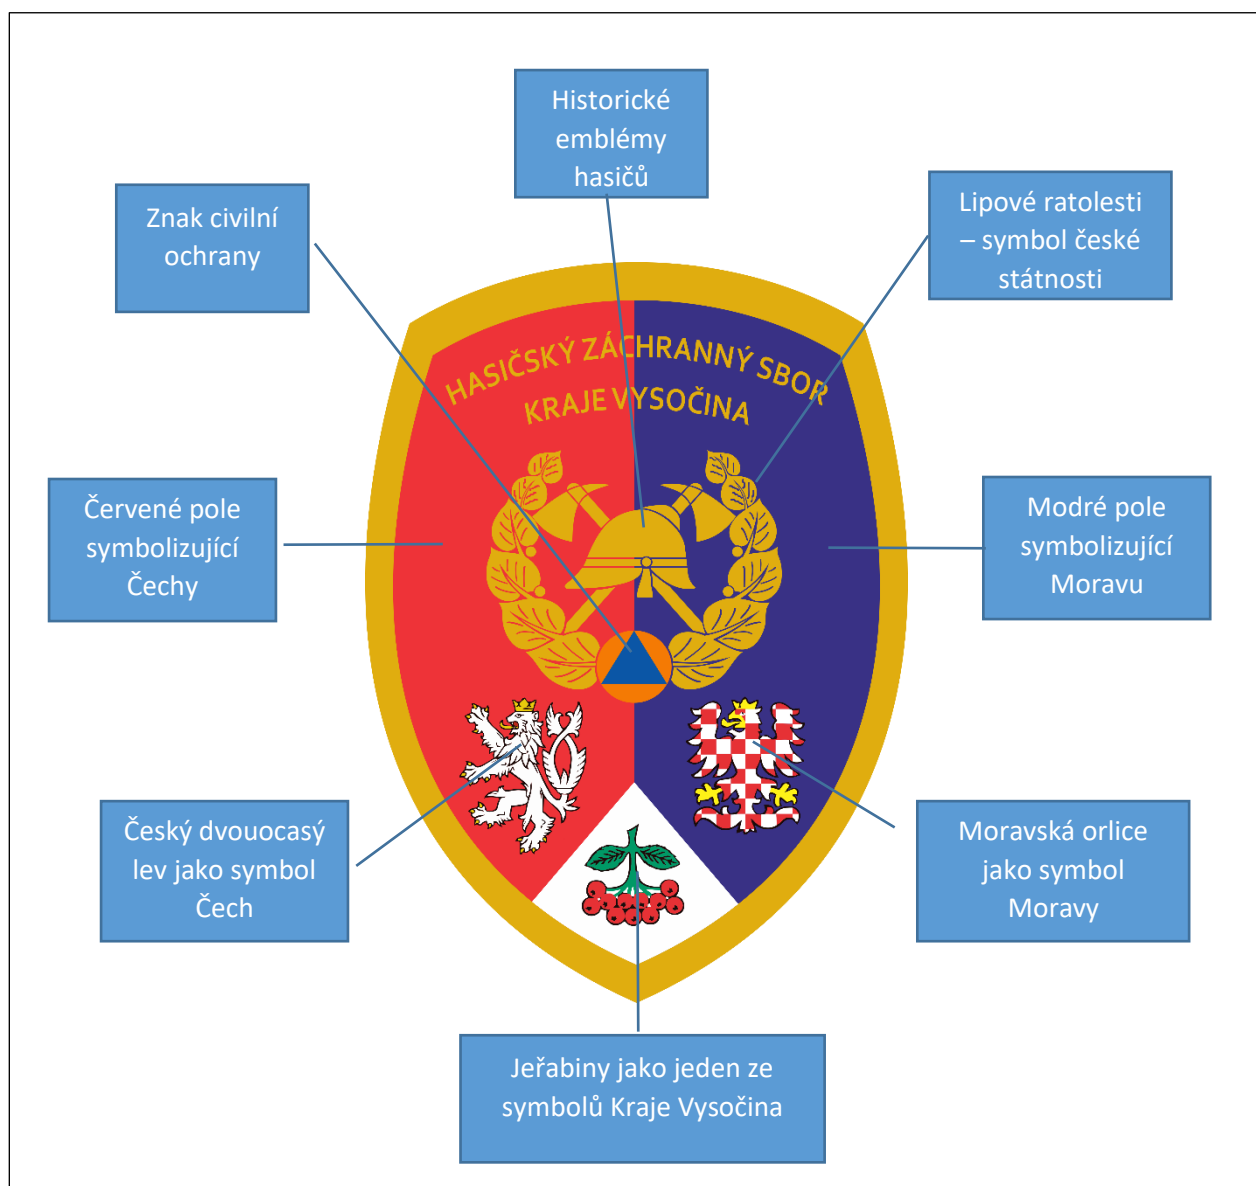 Historické
emblémy
hasičů
Znak civilní
ochrany
Lipové ratolesti
– symbol české
státnosti
HASIČSKÝ ZÁCHRANNÝ SBOR
KRAJE VYSOČINA
Červené pole
symbolizující
Čechy
Modré pole
symbolizující
Moravu
Český dvouocasý
lev jako symbol
Čech
Moravská orlice
jako symbol
Moravy
Jeřabiny jako jeden ze
symbolů Kraje Vysočina